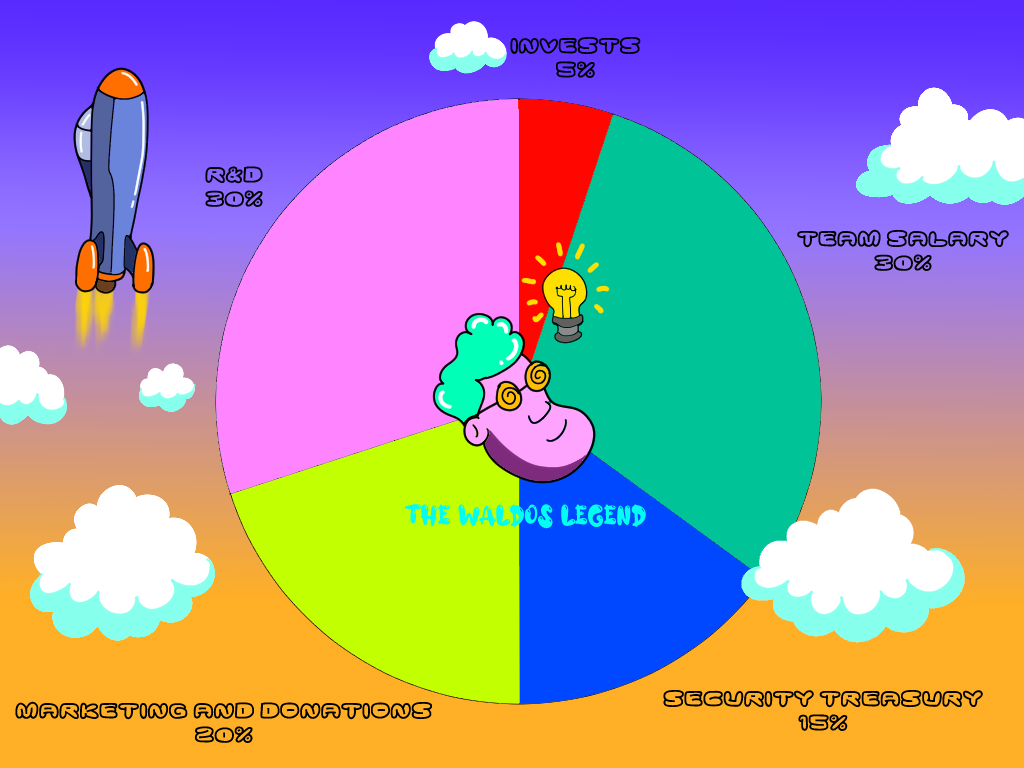 INVESTS
5%
R&D
30%
TEAM SALARY
30%
THE WALDOS LEGEND
MARKETING AND DONATIONS
20%
SECURITY TREASURY
15%